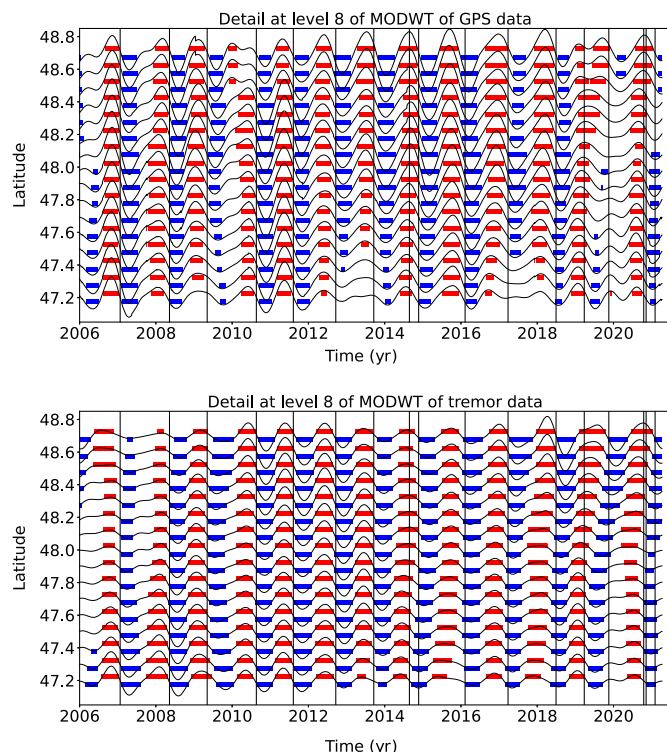 Detail at level 8 of MODWT of GPS data
48.8
48.6
48.4
48.2
48.0
47.8
47.6
47.4
47.2
Latitude
2006 2008 2010 2012 2014 2016 2018 2020
Time (yr)
Detail at level 8 of MODWT of tremor data
48.8
48.6
48.4
48.2
48.0
47.8
47.6
47.4
47.2
Latitude
2006 2008 2010 2012 2014 2016 2018 2020
Time (yr)